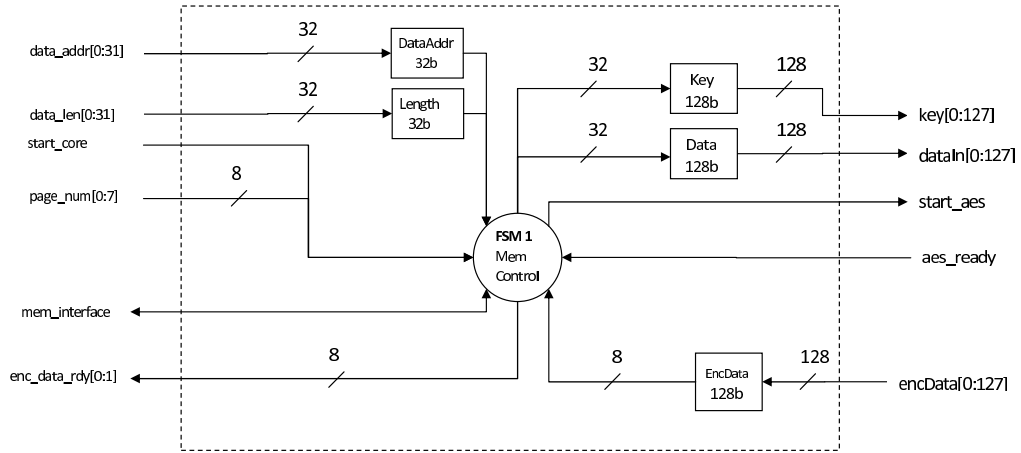 data_addr[0:31]
32
DataAddr
32b
data_len[0:31]
32
Length
32b
start_core
page_num[0:7]
8
FSM 1
Mem
Control
mem_interface
enc_data_rdy[0:1]
8
32
Key
128b
128
key[0:127]
32
Data
128b
128
dataIn[0:127]
start_aes
aes_ready
8
EncData
128b
128
encData[0:127]